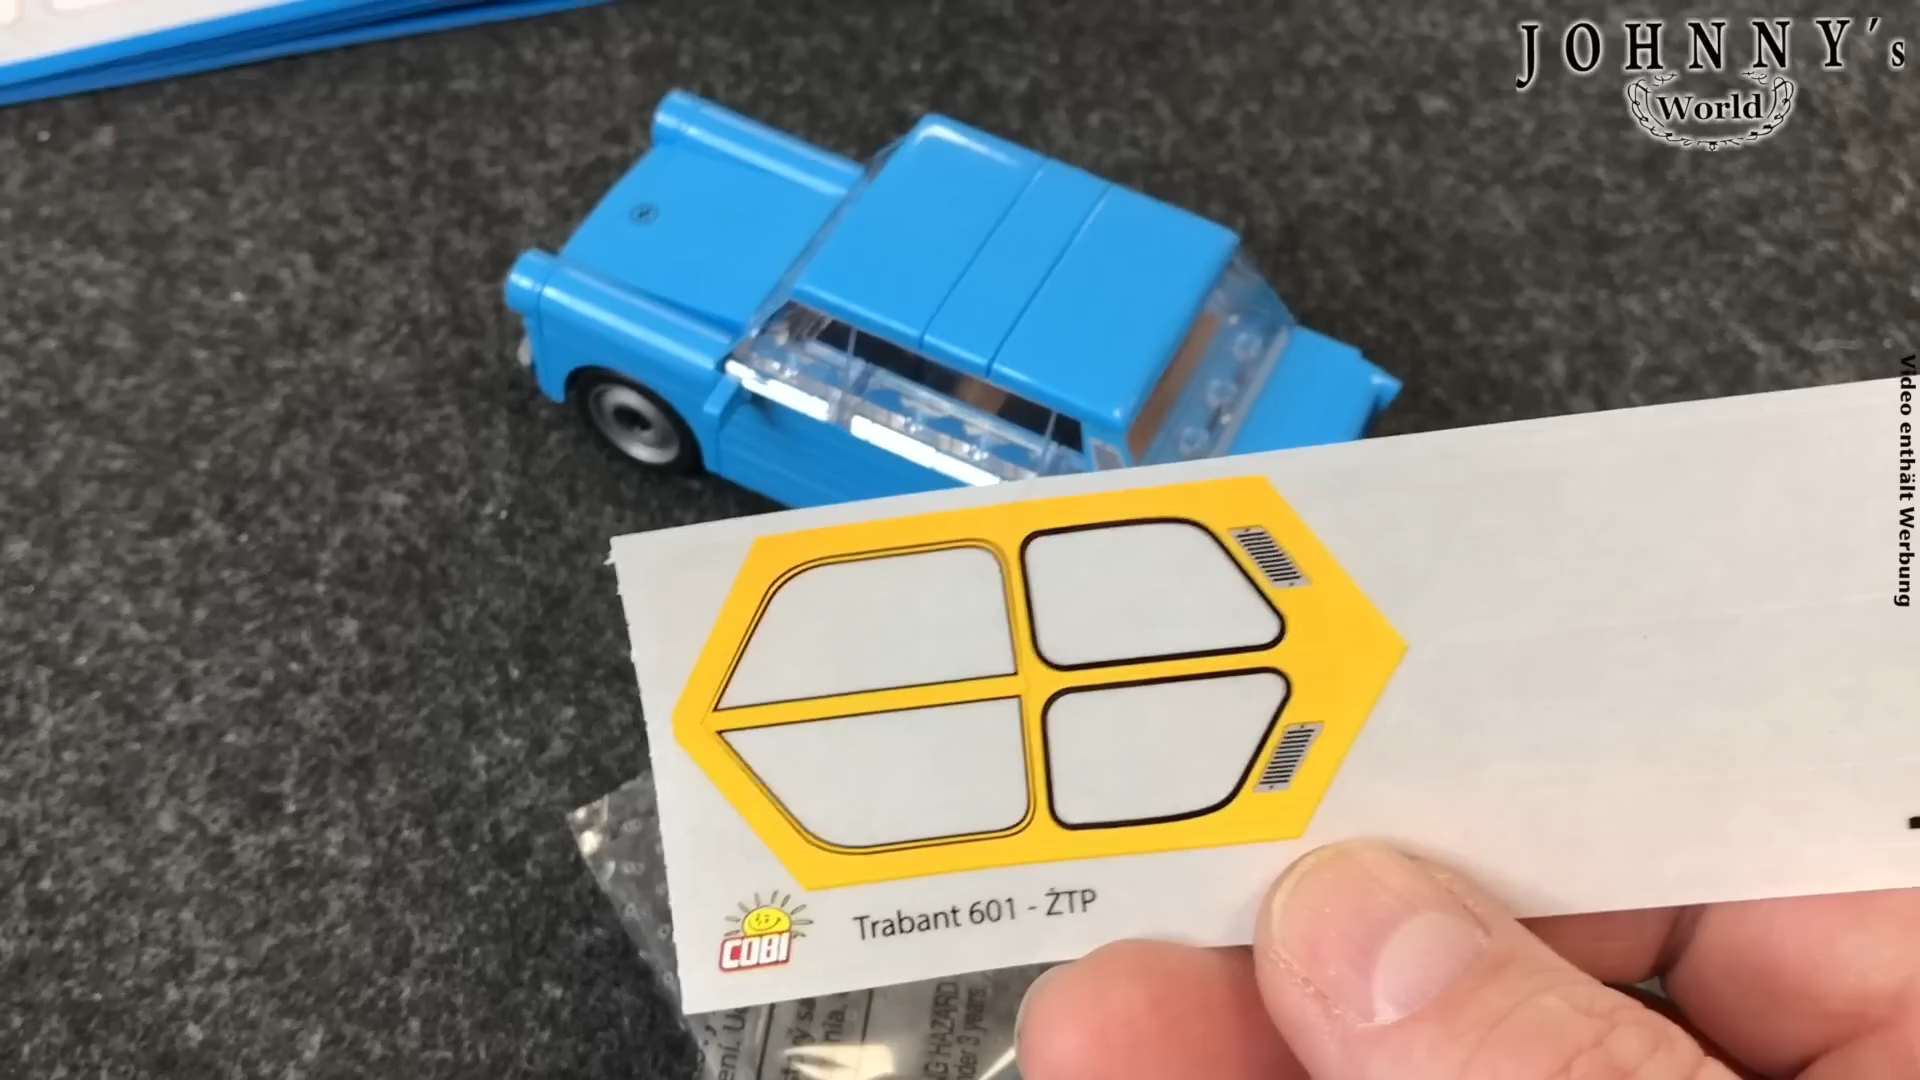 JOHNNY´s
World
Video enthält Werbung
Trabant 601 - ŻTP
COBI